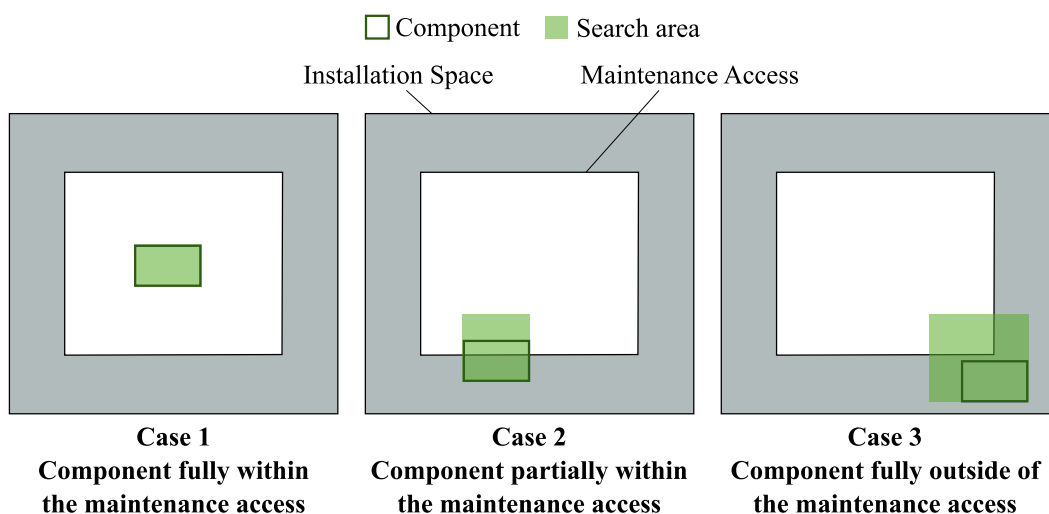 Component Search area
Installation Space Maintenance Access
Case 1
Component fully within
the maintenance access
Case 2
Component partially within
the maintenance access
Case 3
Component fully outside of
the maintenance access